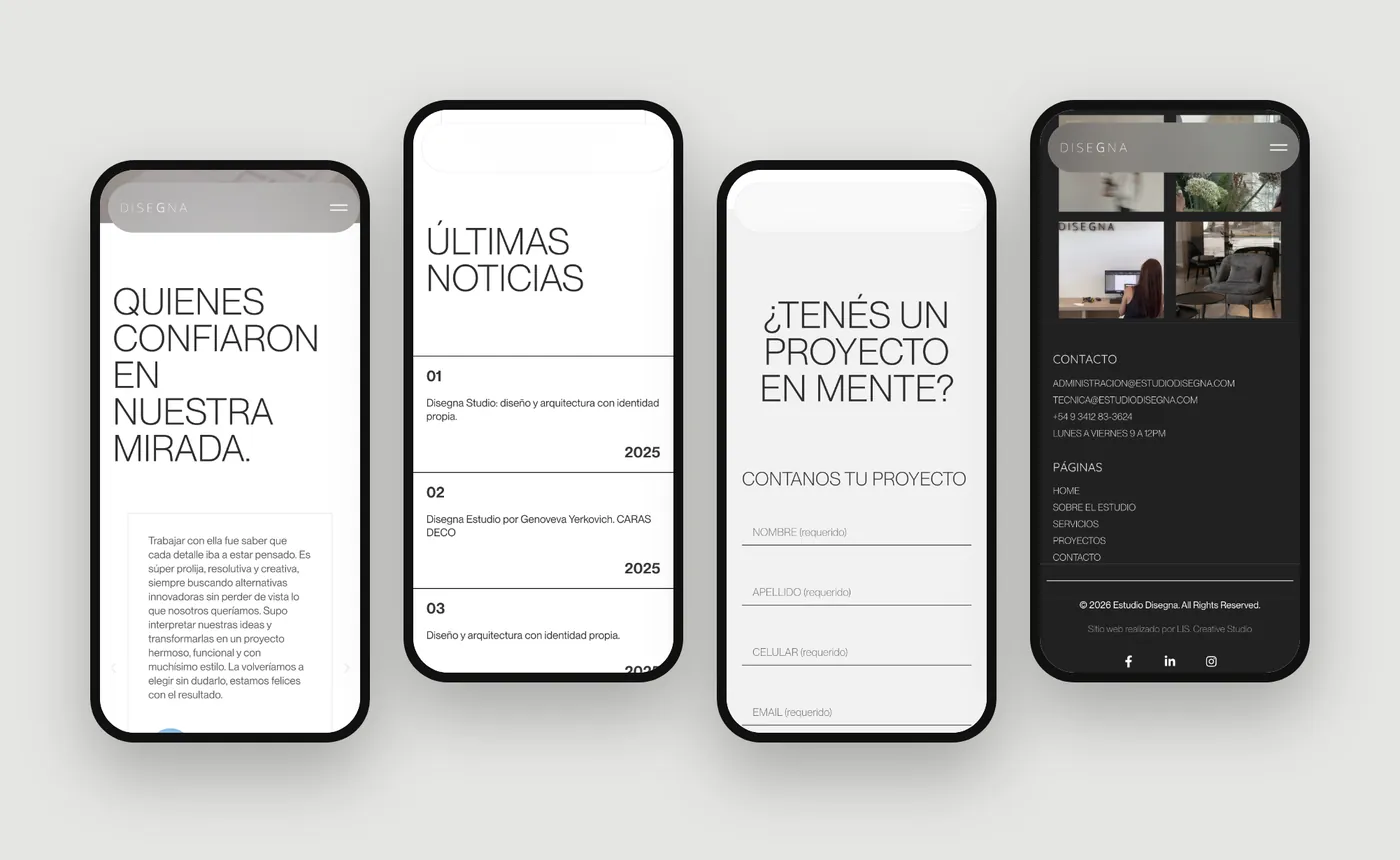 DISEGNA
QUIENES
CONFIARON
EN
NUESTRA
MIRADA.
Trabajar con ella fue saber que
cada detalle iba a estar pensado. Es
súper prolija, resolutiva y creativa,
siempre buscando alternativas
innovadoras sin perder de vista lo
que nosotros queríamos. Supo
interpretar nuestras ideas y
transformarlas en un proyecto
hermoso, funcional y con
muchísimo estilo. La volveríamos a
elegir sin dudarlo, estamos felices
con el resultado.
ÚLTIMAS
NOTICIAS
01
Disegna Studio: diseño y arquitectura con identidad
propia.
2025
02
Disegna Estudio por Genoveva Yerkovich. CARAS
DECO
2025
03
Diseño y arquitectura con identidad propia.
2025
¿TENÉS UN
PROYECTO
EN MENTE?
CONTANOS TU PROYECTO
NOMBRE (requerido)
APELLIDO (requerido)
CELULAR (requerido)
EMAIL (requerido)
DISEGNA
DISEGNA
CONTACTO
ADMINISTRACION@ESTUDIODISEGNA.COM
TECNICA@ESTUDIODISEGNA.COM
+54 9 3412 83-3624
LUNES A VIERNES 9 A 12PM
PÁGINAS
HOME
SOBRE EL ESTUDIO
SERVICIOS
PROYECTOS
CONTACTO
© 2026 Estudio Disegna. All Rights Reserved.
Sitio web realizado por LIS. Creative Studio